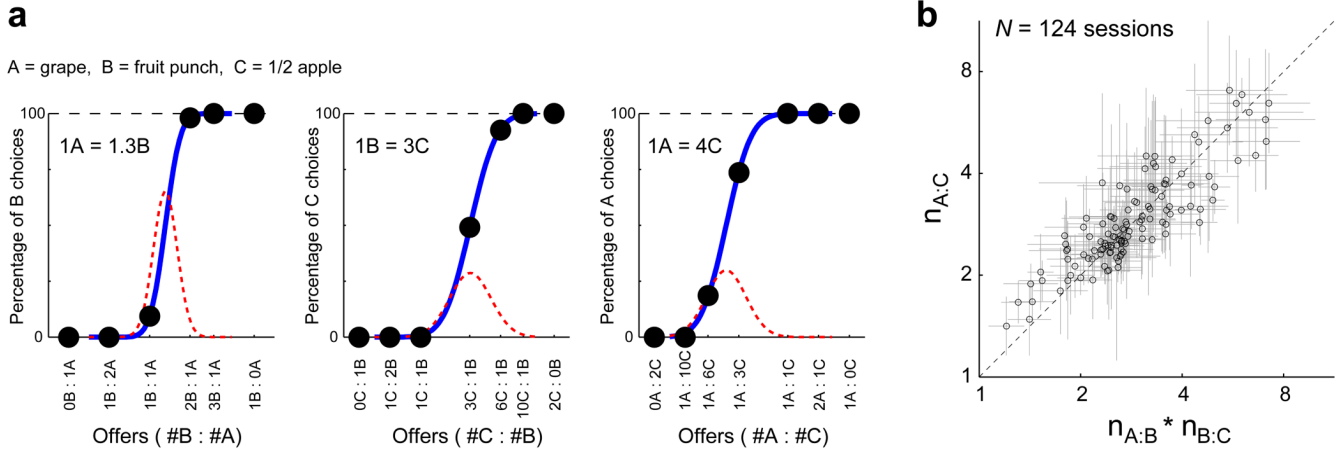 a
A = grape, B = fruit punch, C = 1/2 apple
Percentage of B choices
100
0
1A = 1.3B
0B : 1A
1B : 2A
1B : 1A
2B : 1A
3B : 1A
1B : 0A
Offers ( #B : #A)
Percentage of C choices
100
0
1B = 3C
0C : 1B
1C : 2B
1C : 1B
3C : 1B
6C : 1B
10C : 1B
2C : 0B
Offers ( #C : #B)
Percentage of A choices
100
0
1A = 4C
0A : 2C
1A : 10C
1A : 6C
1A : 3C
1A : 1C
2A : 1C
1A : 0C
Offers ( #A : #C)
b
N = 124 sessions
nA:C
8
4
2
1
1
2
4
8
nA:B * nB:C